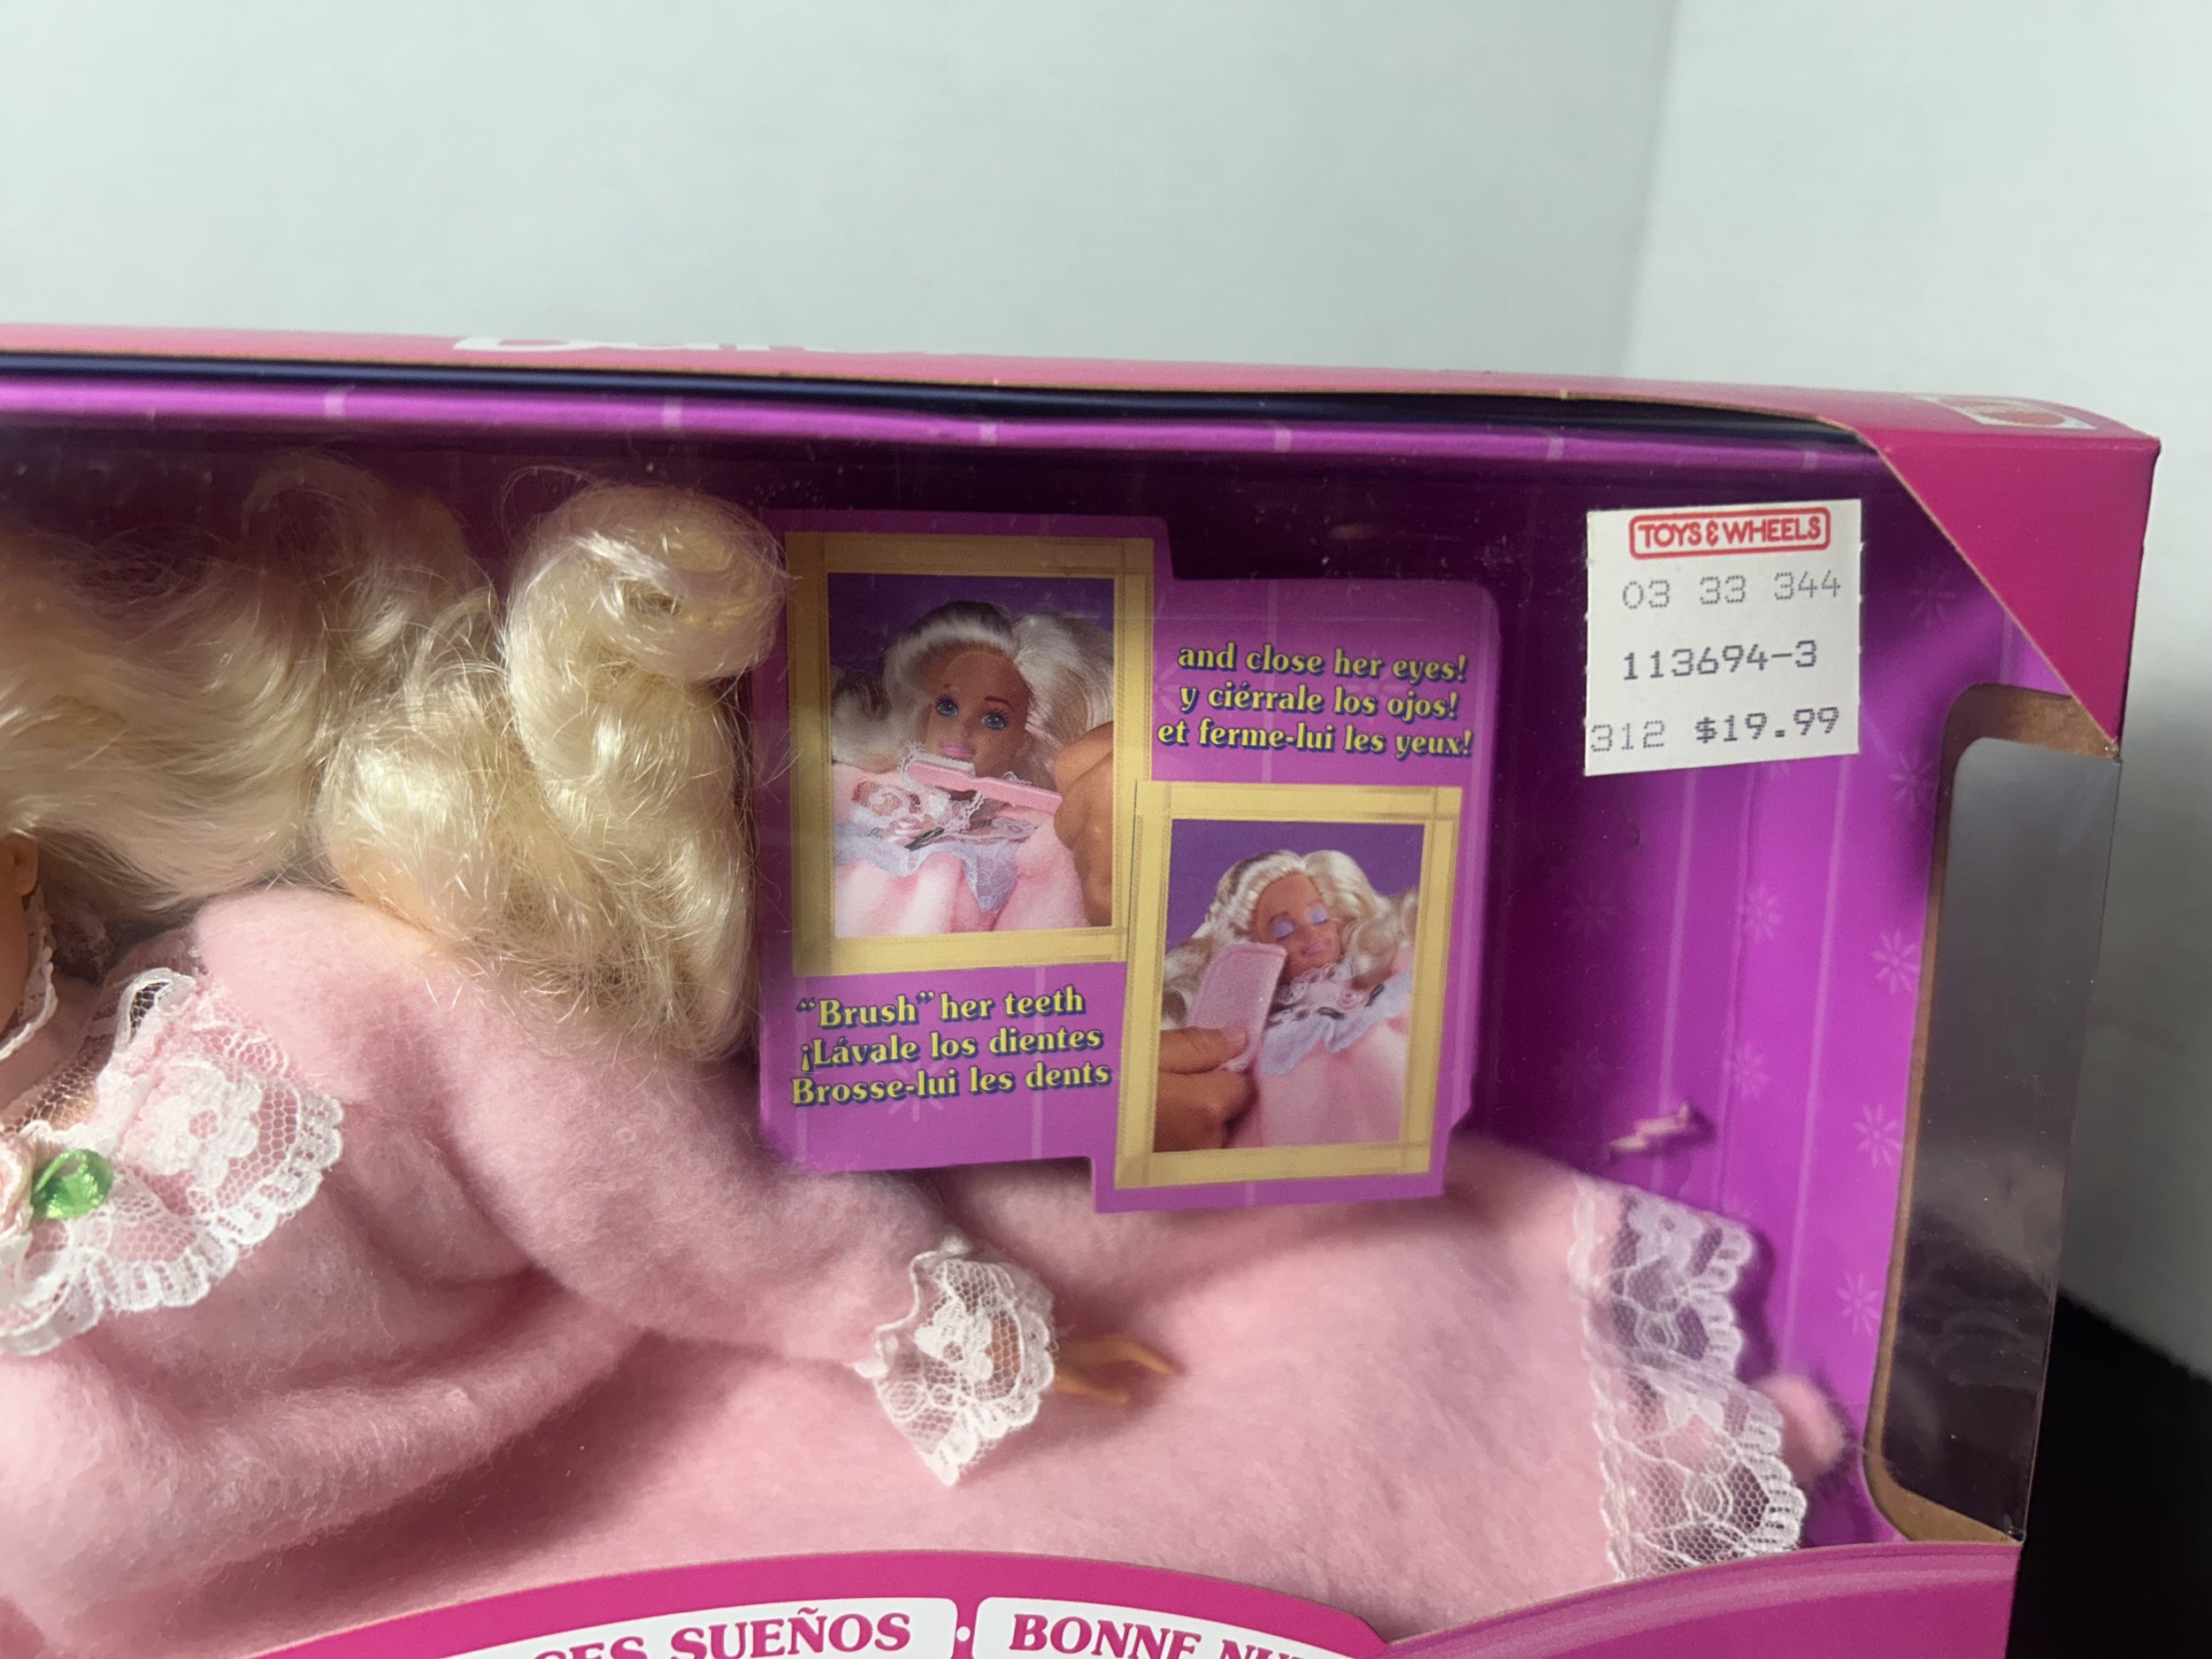 TOYS & WHEELS
03 33 344
113694-3
312 $19.99
and close her eyes!
y ciérrale los ojos!
et ferme-lui les yeux!
“Brush” her teeth
¡Lávale los dientes
Brosse-lui les dents
SUEÑOS • BONNE